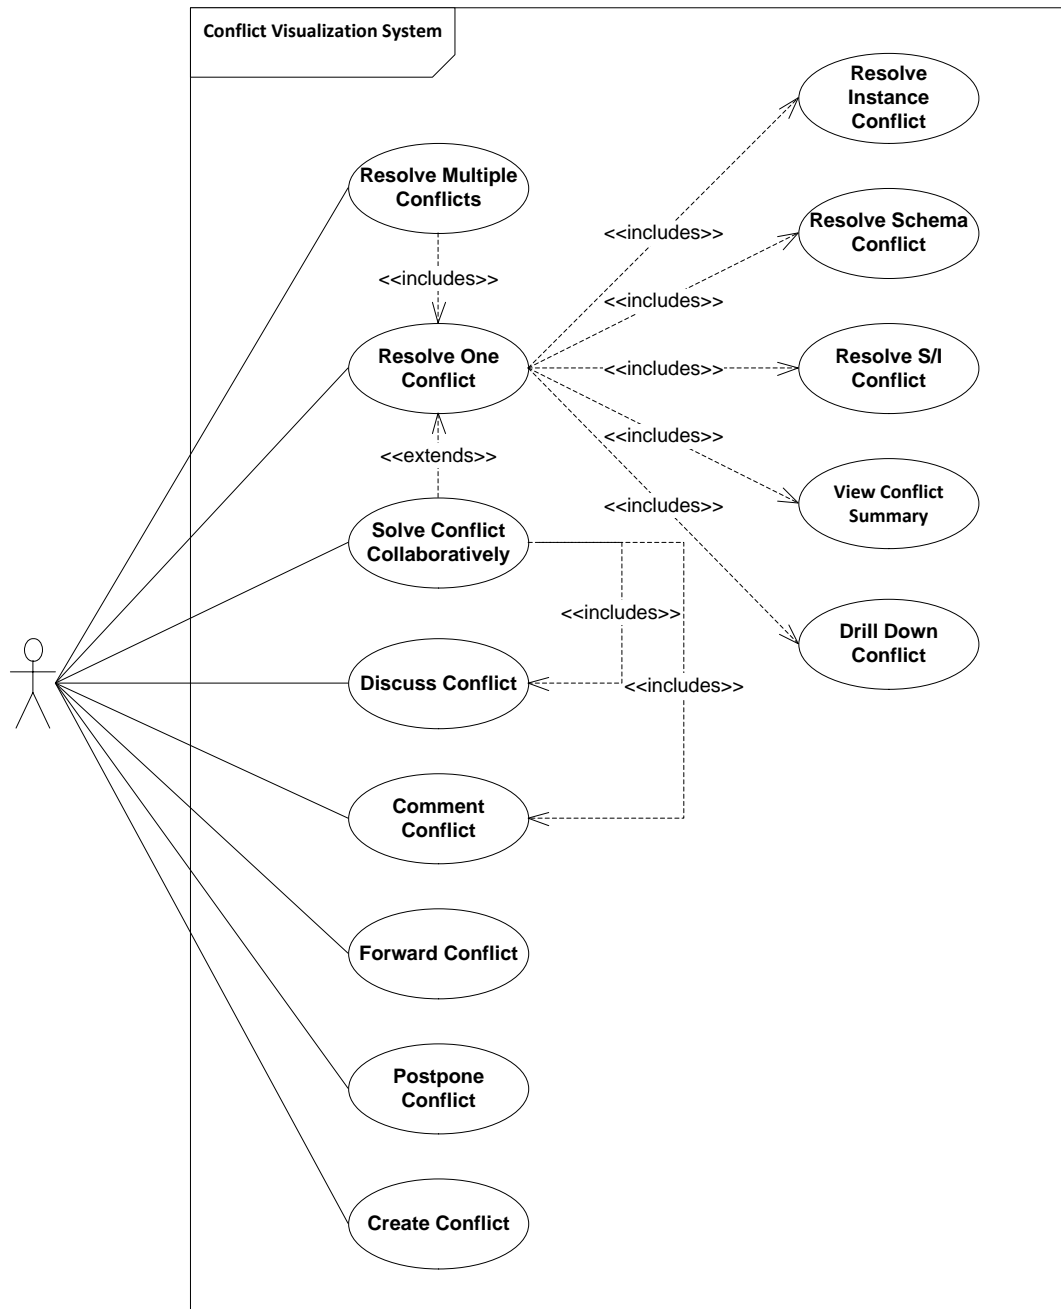 Conflict Visualization System
Resolve
Instance
Conflict
Resolve Multiple
Conflicts
<<includes>>
Resolve Schema
Conflict
<<includes>>
<<includes>>
Resolve One
Conflict
<<includes>>
Resolve S/I
Conflict
<<extends>>
<<includes>>
View Conflict
Summary
<<includes>>
Solve Conflict
Collaboratively
<<includes>>
Drill Down
Conflict
Discuss Conflict
<<includes>>
Comment
Conflict
Forward Conflict
Postpone
Conflict
Create Conflict